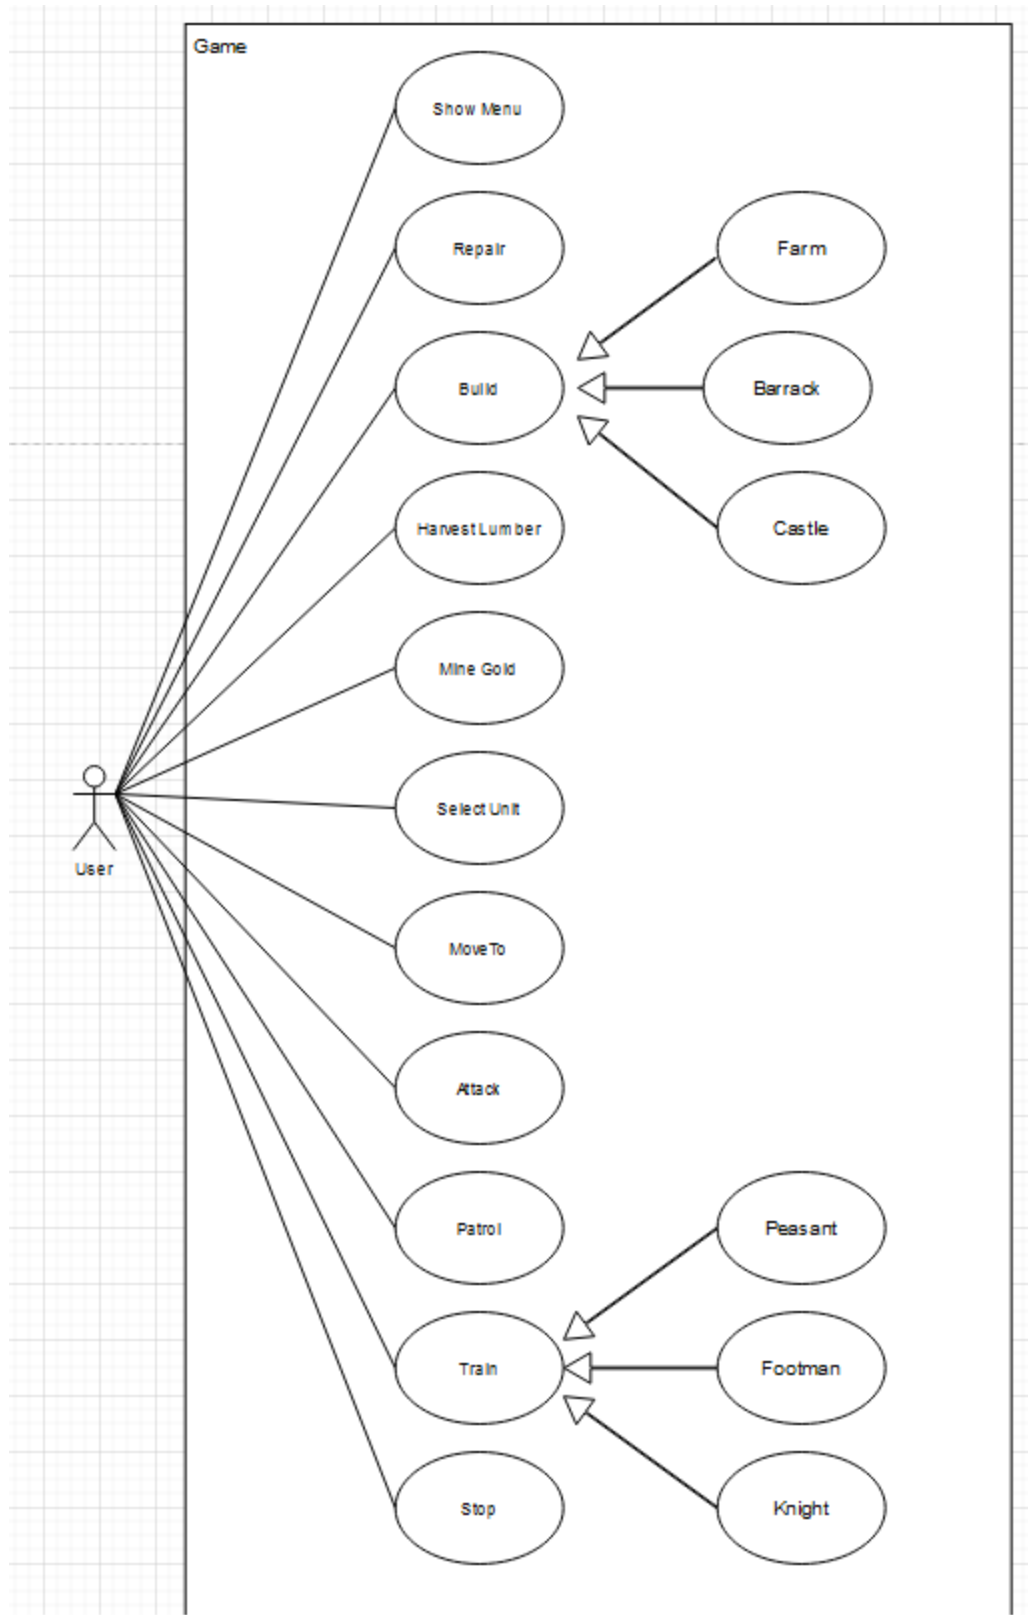 Game
Show Menu
Repair
Farm
Build
Barrack
Harvest Lumber
Castle
Mine Gold
Select Unit
User
MoveTo
Attack
Patrol
Peasant
Train
Footman
Stop
Knight